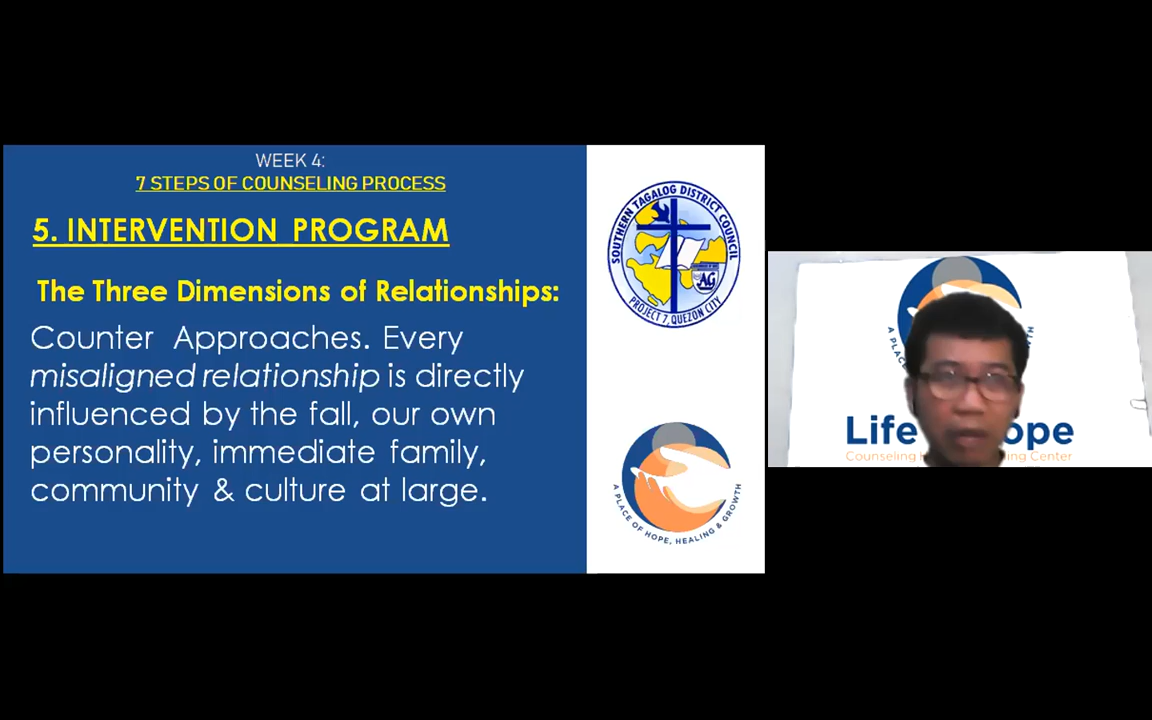 WEEK 4:
7 STEPS OF COUNSELING PROCESS
5. INTERVENTION PROGRAM
The Three Dimensions of Relationships:
Counter Approaches. Every
misaligned relationship is directly
influenced by the fall, our own
personality, immediate family,
community & culture at large.
SOUTHERN TAGALOG DISTRICT COUNCIL
AG
PROJECT 7, QUEZON CITY
A PLACE OF HOPE, HEALING & GROWTH
A PLACE
Life
ope
Counseling
Center